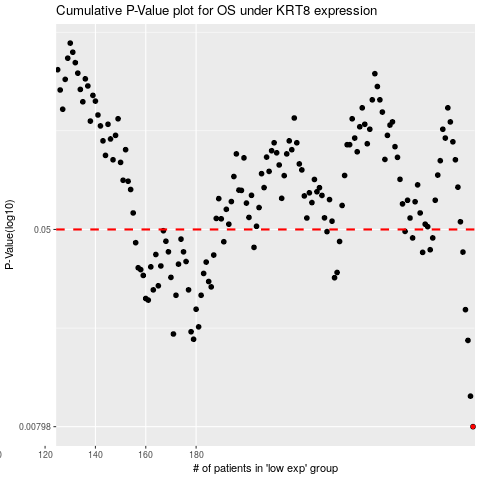 Cumulative P-Value plot for OS under KRT8 expression
P-Value(log10)
0.05
0.00798
0 120 140 160 180
# of patients in 'low exp' group